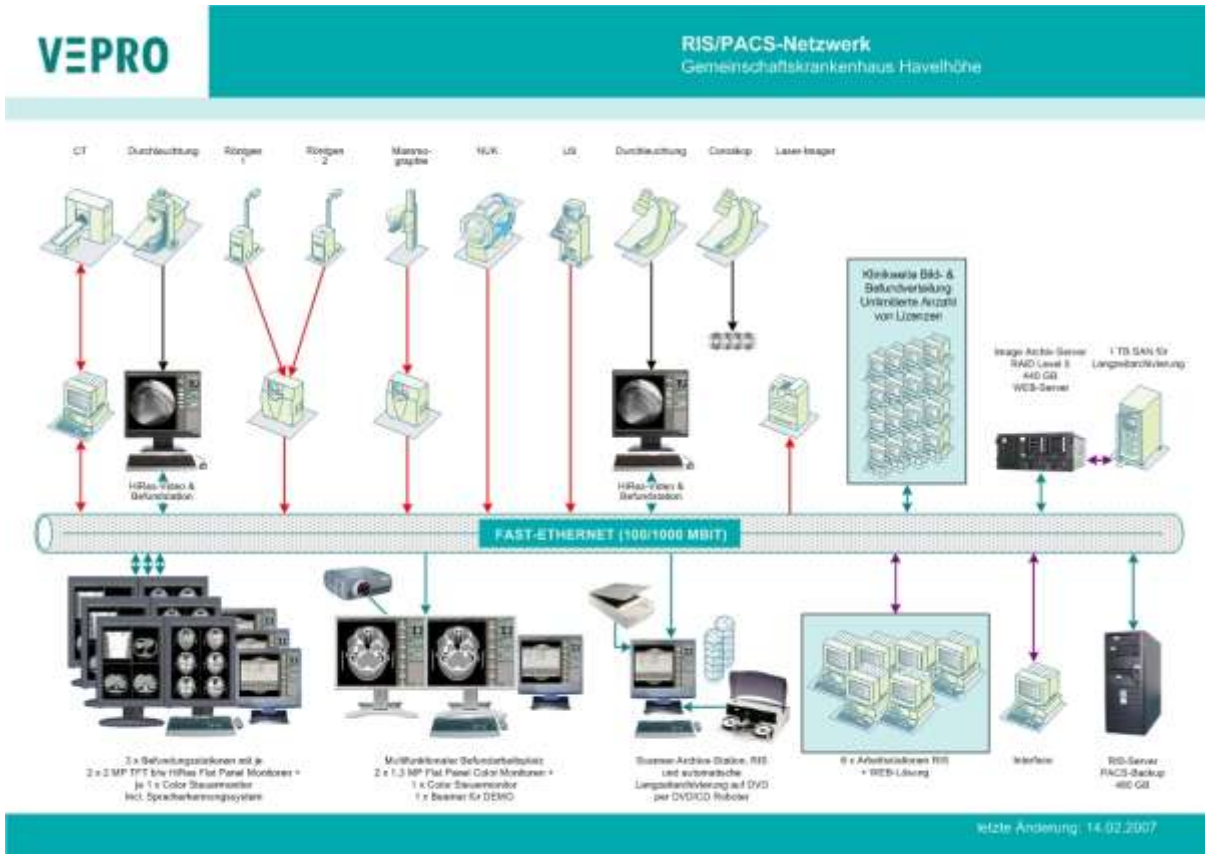 VEPRO
RIS/PACS-Netzwerk
Gemeinschaftskrankenhaus Havelhöhe
CT
Durchleuchtung
Röntgen
1
Röntgen
2
Mammo-
graphie
NUK
US
Durchleuchtung
Coroskop
Laser-Imager
Klinikweite Bild- &
Befundverteilung
Unlimitierte Anzahl
von Lizenzen
Image Archiv-Server
RAID Level 5
440 GB
WEB-Server
1 TB SAN für
Langzeitarchivierung
HiRes-Video &
Befundstation
HiRes-Video &
Befundstation
FAST-ETHERNET (100/1000 MBIT)
3 x Befundungsstationen mit je
2 x 2 MP TFT b/w HiRes Flat Panel Monitoren +
je 1 x Color Steuermonitor
Incl. Spracherkennungssystem
Multifunktionaler Befundarbeitsplatz
2 x 1,3 MP Flat Panel Color Monitoren +
1 x Color Steuermonitor
1 x Beamer für DEMO
Scanner-Archive-Station, RIS
und automatische
Langzeitarchivierung auf DVD
per DVD/CD Roboter
6 x Arbeitsstationen RIS
+ WEB-Lösung
Interface
RIS-Server
PACS-Backup
letzte Änderung: 14.02.2007